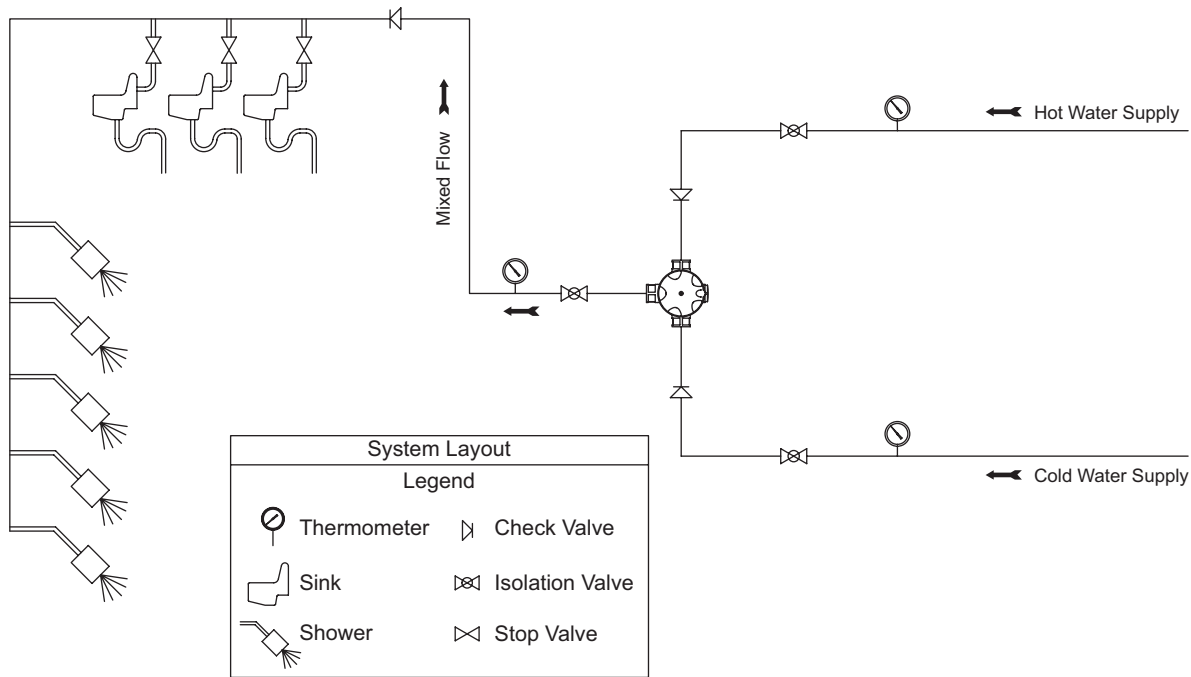 Hot Water Supply
Mixed Flow
Cold Water Supply
System Layout
Legend
Thermometer
Check Valve
Sink
Isolation Valve
Shower
Stop Valve